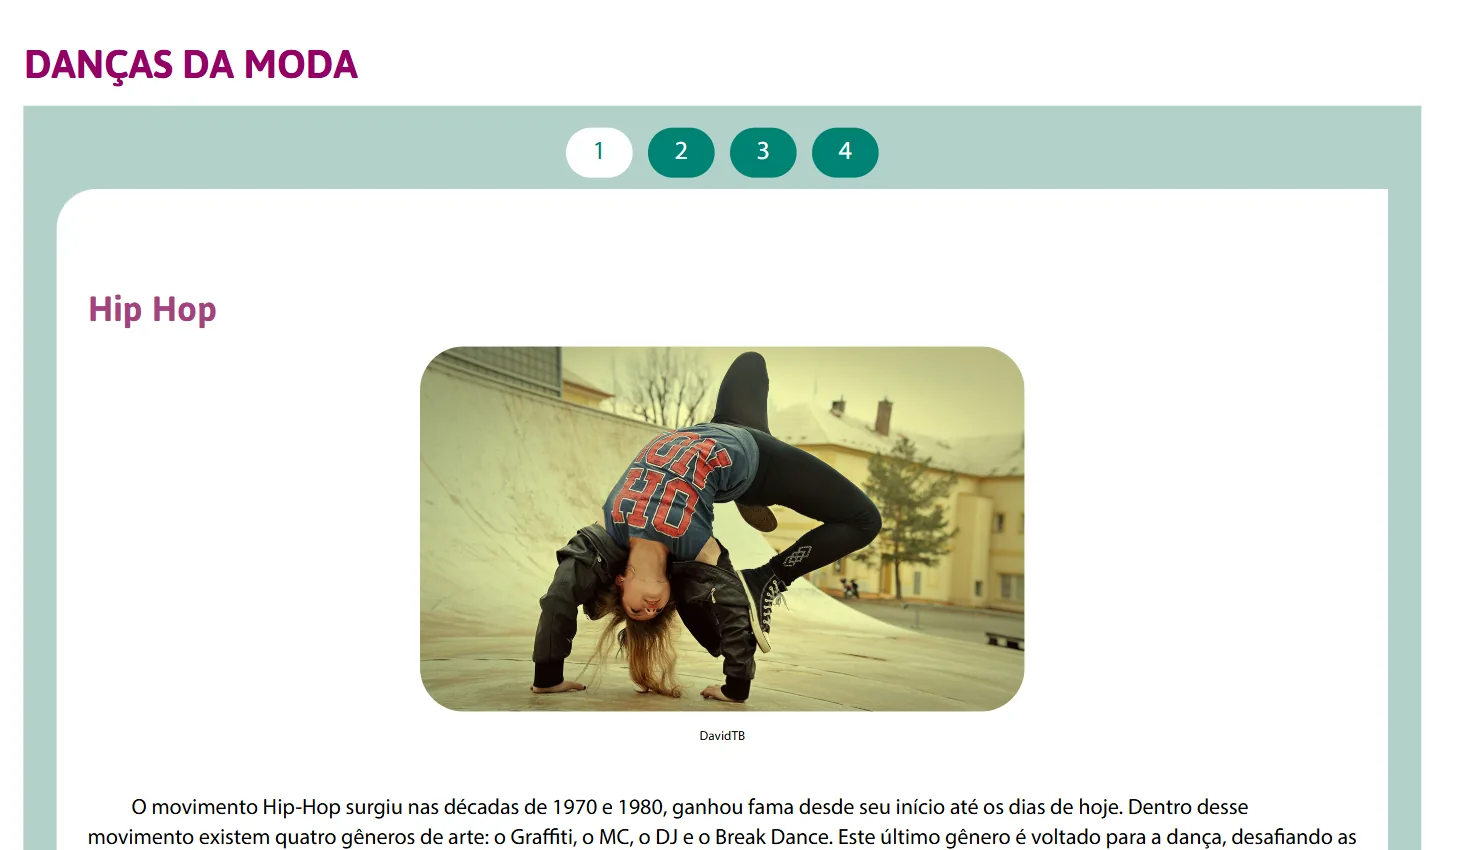 DANÇAS DA MODA
1 2 3 4
Hip Hop
ION
HO
DavidTB
O movimento Hip-Hop surgiu nas décadas de 1970 e 1980, ganhou fama desde seu início até os dias de hoje. Dentro desse
movimento existem quatro gêneros de arte: o Graffiti, o MC, o DJ e o Break Dance. Este último gênero é voltado para a dança, desafiando as